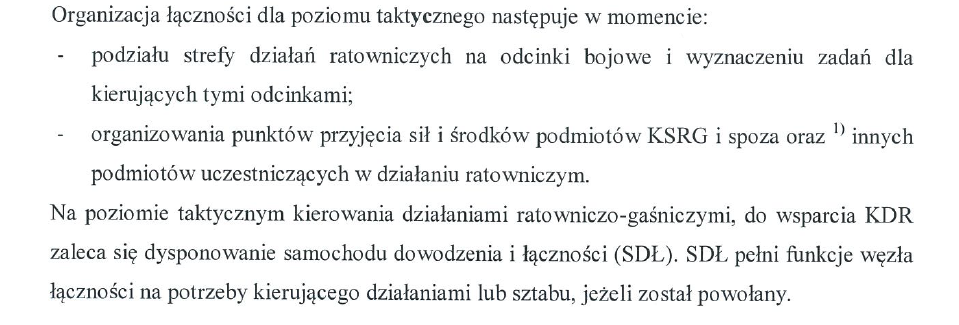 Organizacja łączności dla poziomu taktycznego następuje w momencie:
- podziału strefy działań ratowniczych na odcinki bojowe i wyznaczeniu zadań dla
kierujących tymi odcinkami;
- organizowania punktów przyjęcia sił i środków podmiotów KSRG i spoza oraz ¹⁾ innych
podmiotów uczestniczących w działaniu ratowniczym.
Na poziomie taktycznym kierowania działaniami ratowniczo-gaśniczymi, do wsparcia KDR
zaleca się dysponowanie samochodu dowodzenia i łączności (SDŁ). SDŁ pełni funkcje węzła
łączności na potrzeby kierującego działaniami lub sztabu, jeżeli został powołany.